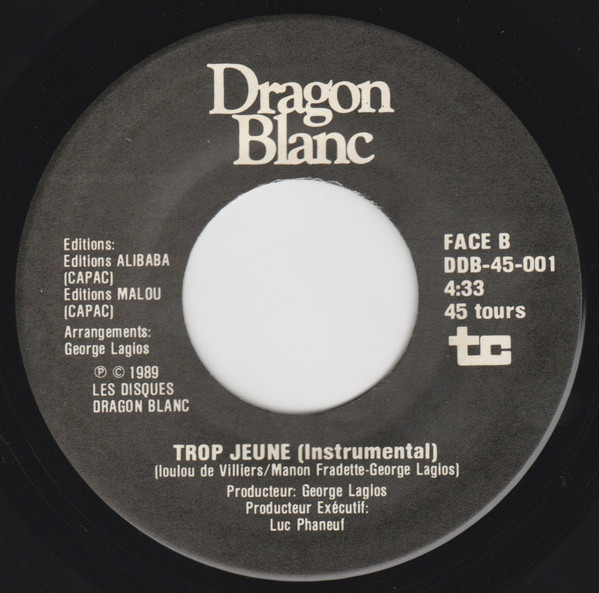 Dragon
Blanc
Editions:
Editions ALIBABA
(CAPAC)
Editions MALOU
(CAPAC)
Arrangements:
George Lagios
℗ © 1989
LES DISQUES
DRAGON BLANC
FACE B
DDB-45-001
4:33
45 tours
tc
TROP JEUNE (Instrumental)
(loulou de Villiers/Manon Fradette-George Lagios)
Producteur: George Lagios
Producteur Exécutif:
Luc Phaneuf